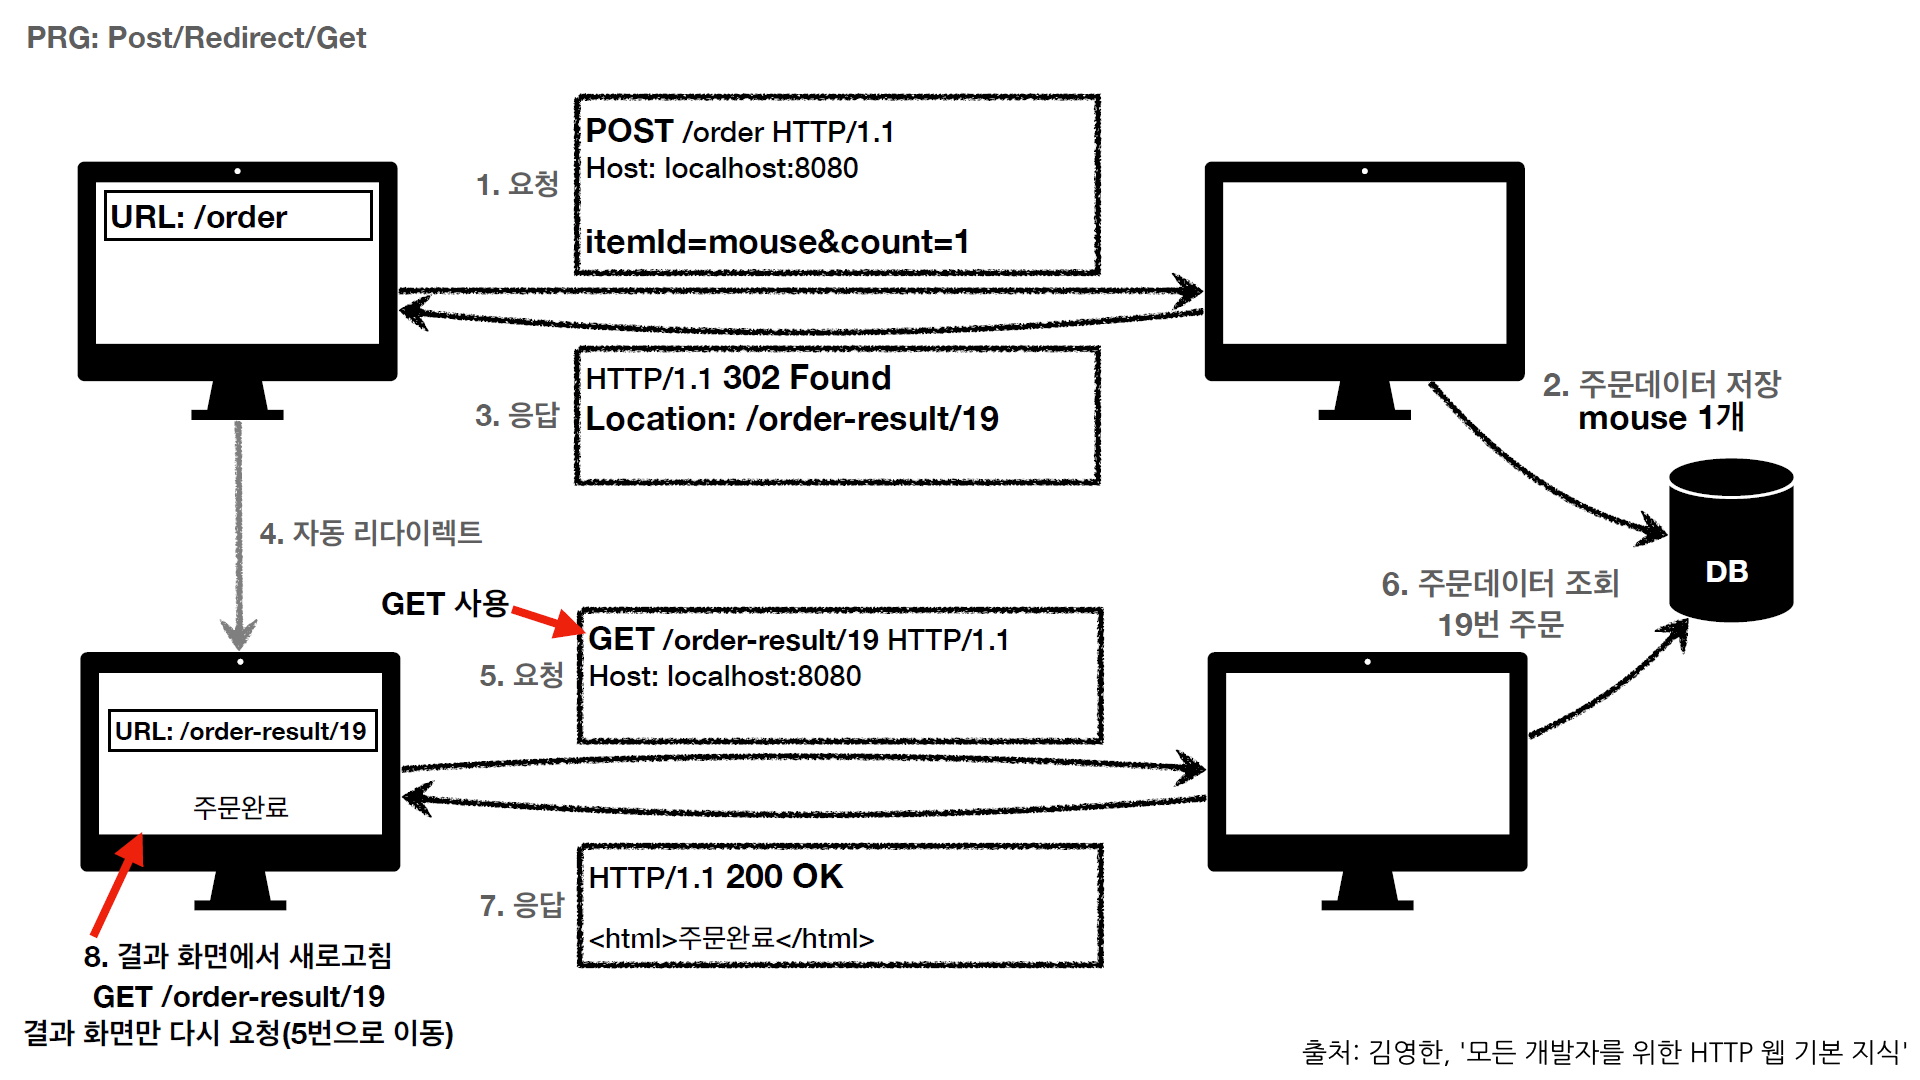 PRG: Post/Redirect/Get
URL: /order
1. 요청
POST /order HTTP/1.1
Host: localhost:8080
itemId=mouse&count=1
3. 응답
HTTP/1.1 302 Found
Location: /order-result/19
2. 주문데이터 저장
mouse 1개
4. 자동 리다이렉트
DB
GET 사용
5. 요청
GET /order-result/19 HTTP/1.1
Host: localhost:8080
6. 주문데이터 조회
19번 주문
URL: /order-result/19
주문완료
7. 응답
HTTP/1.1 200 OK
<html>주문완료</html>
8. 결과 화면에서 새로고침
GET /order-result/19
결과 화면만 다시 요청(5번으로 이동)
출처: 김영한, '모든 개발자를 위한 HTTP 웹 기본 지식'